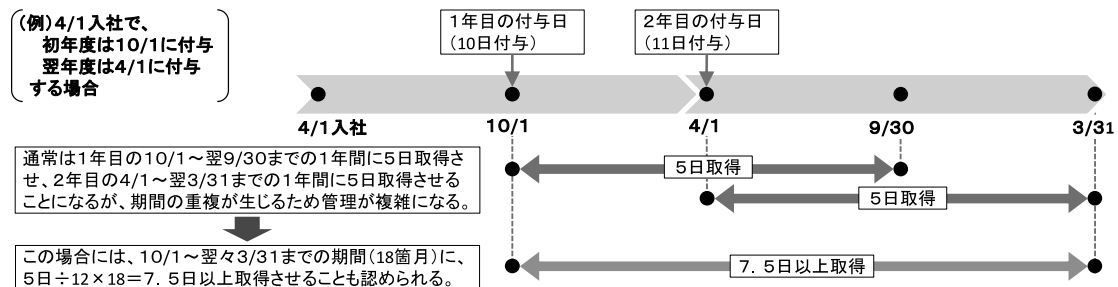 (例)4/1入社で、
初年度は10/1に付与
翌年度は4/1に付与
する場合
1年目の付与日
(10日付与)
2年目の付与日
(11日付与)
4/1入社
10/1
4/1
9/30
3/31
通常は1年目の10/1～翌9/30までの1年間に5日取得さ
せ、2年目の4/1～翌3/31までの1年間に5日取得させる
ことになるが、期間の重複が生じるため管理が複雑になる。
5日取得
5日取得
この場合には、10/1～翌々3/31までの期間(18箇月)に、
5日÷12×18＝7．5日以上取得させることも認められる。
7．5日以上取得